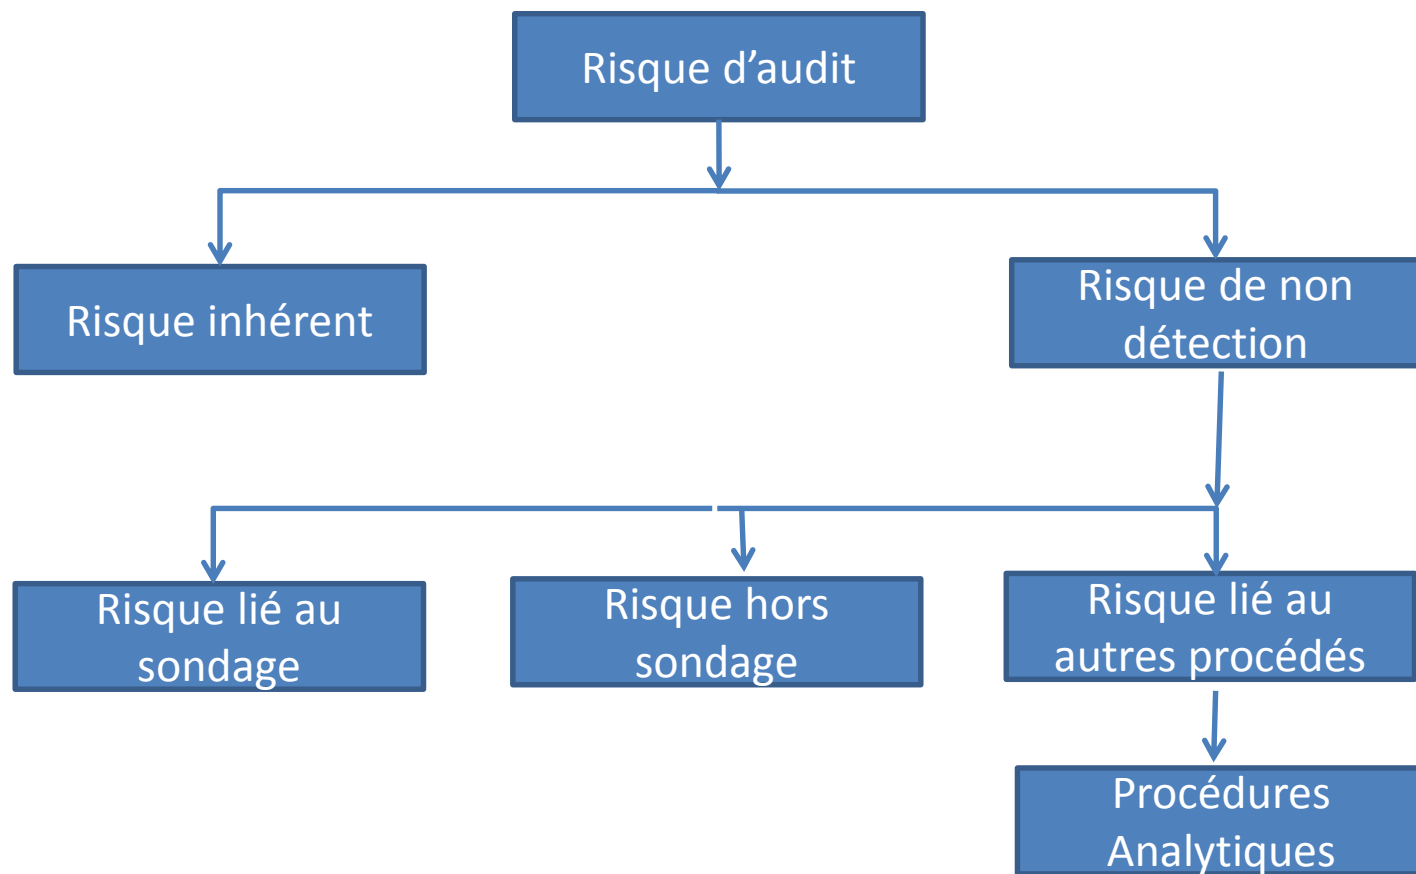 Risque d’audit
Risque inhérent
Risque de non
détection
Risque lié au
sondage
Risque hors
sondage
Risque lié au
autres procédés
Procédures
Analytiques